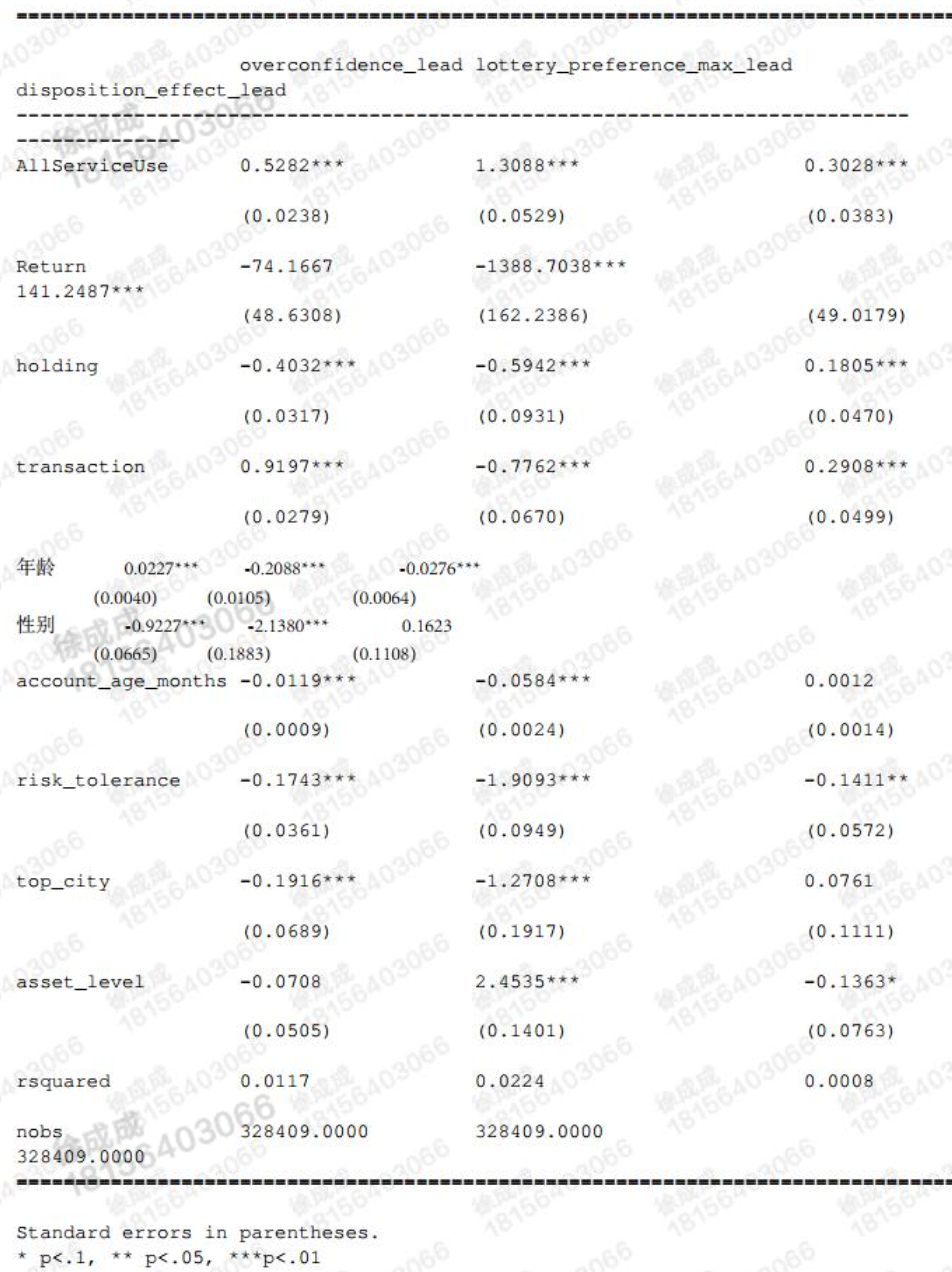 ================================================================================
overconfidence_lead lottery_preference_max_lead
disposition_effect_lead
--------------------------------------------------------------------------------
---------------
AllServiceUse 0.5282*** 1.3088*** 0.3028***
(0.0238) (0.0529) (0.0383)
Return -74.1667 -1388.7038***
141.2487***
(48.6308) (162.2386) (49.0179)
holding -0.4032*** -0.5942*** 0.1805***
(0.0317) (0.0931) (0.0470)
transaction 0.9197*** -0.7762*** 0.2908***
(0.0279) (0.0670) (0.0499)
年龄 0.0227*** -0.2088*** -0.0276***
(0.0040) (0.0105) (0.0064)
性别 -0.9227*** -2.1380*** 0.1623
(0.0665) (0.1883) (0.1108)
account_age_months -0.0119*** -0.0584*** 0.0012
(0.0009) (0.0024) (0.0014)
risk_tolerance -0.1743*** -1.9093*** -0.1411**
(0.0361) (0.0949) (0.0572)
top_city -0.1916*** -1.2708*** 0.0761
(0.0689) (0.1917) (0.1111)
asset_level -0.0708 2.4535*** -0.1363*
(0.0505) (0.1401) (0.0763)
rsquared 0.0117 0.0224 0.0008
nobs 328409.0000 328409.0000
328409.0000
================================================================================
Standard errors in parentheses.
* p<.1, ** p<.05, ***p<.01
徐成成
18156403066